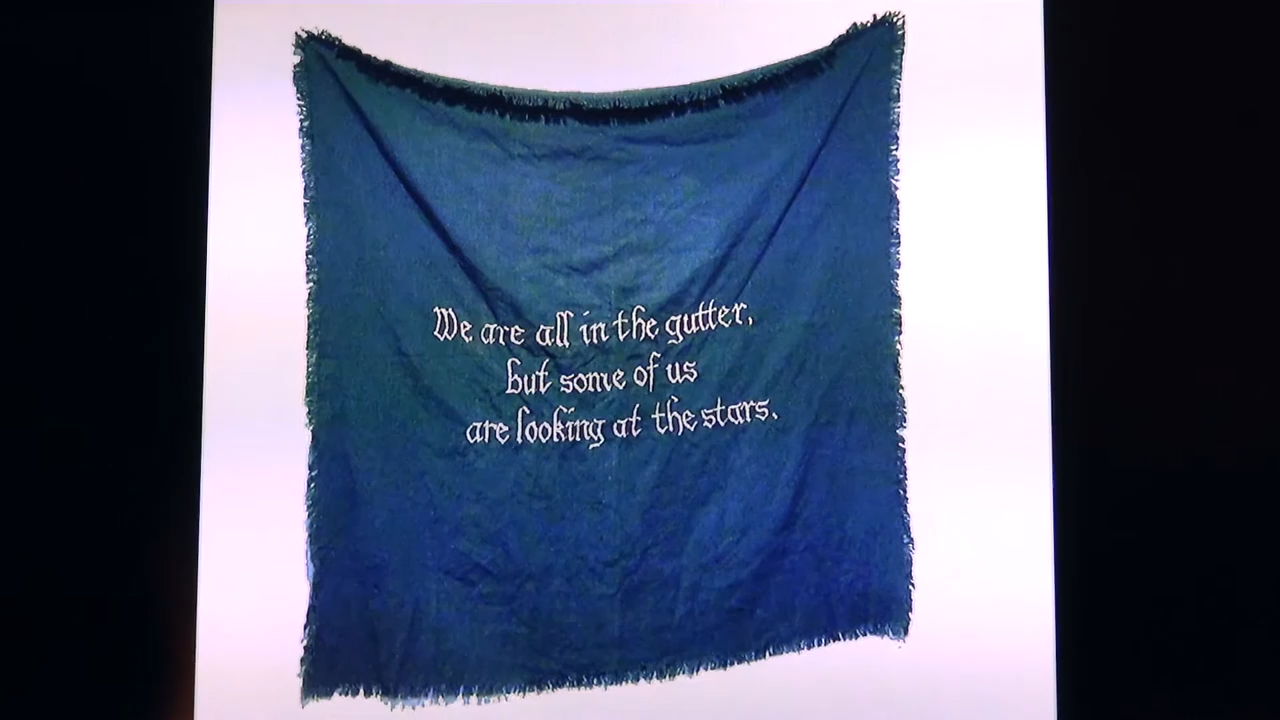 We are all in the gutter,
but some of us
are looking at the stars.